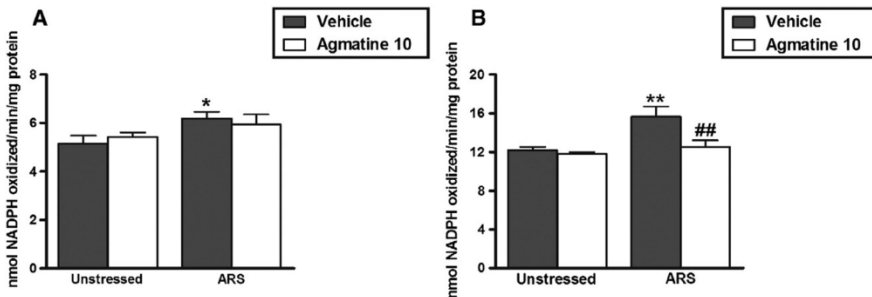 A
Vehicle
Agmatine 10
nmol NADPH oxidized/min/mg protein
8
6
4
2
0
*
Unstressed
ARS
B
Vehicle
Agmatine 10
nmol NADPH oxidized/min/mg protein
20
16
12
8
4
0
**
##
Unstressed
ARS